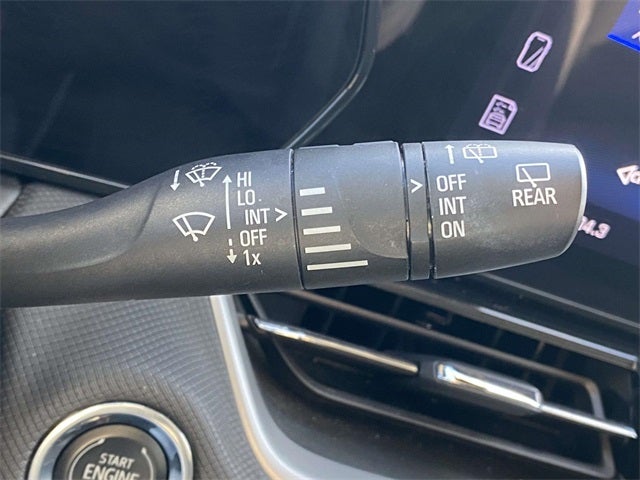 HI
LO
INT
OFF
1x
OFF
INT
ON
REAR
START
ENGINE